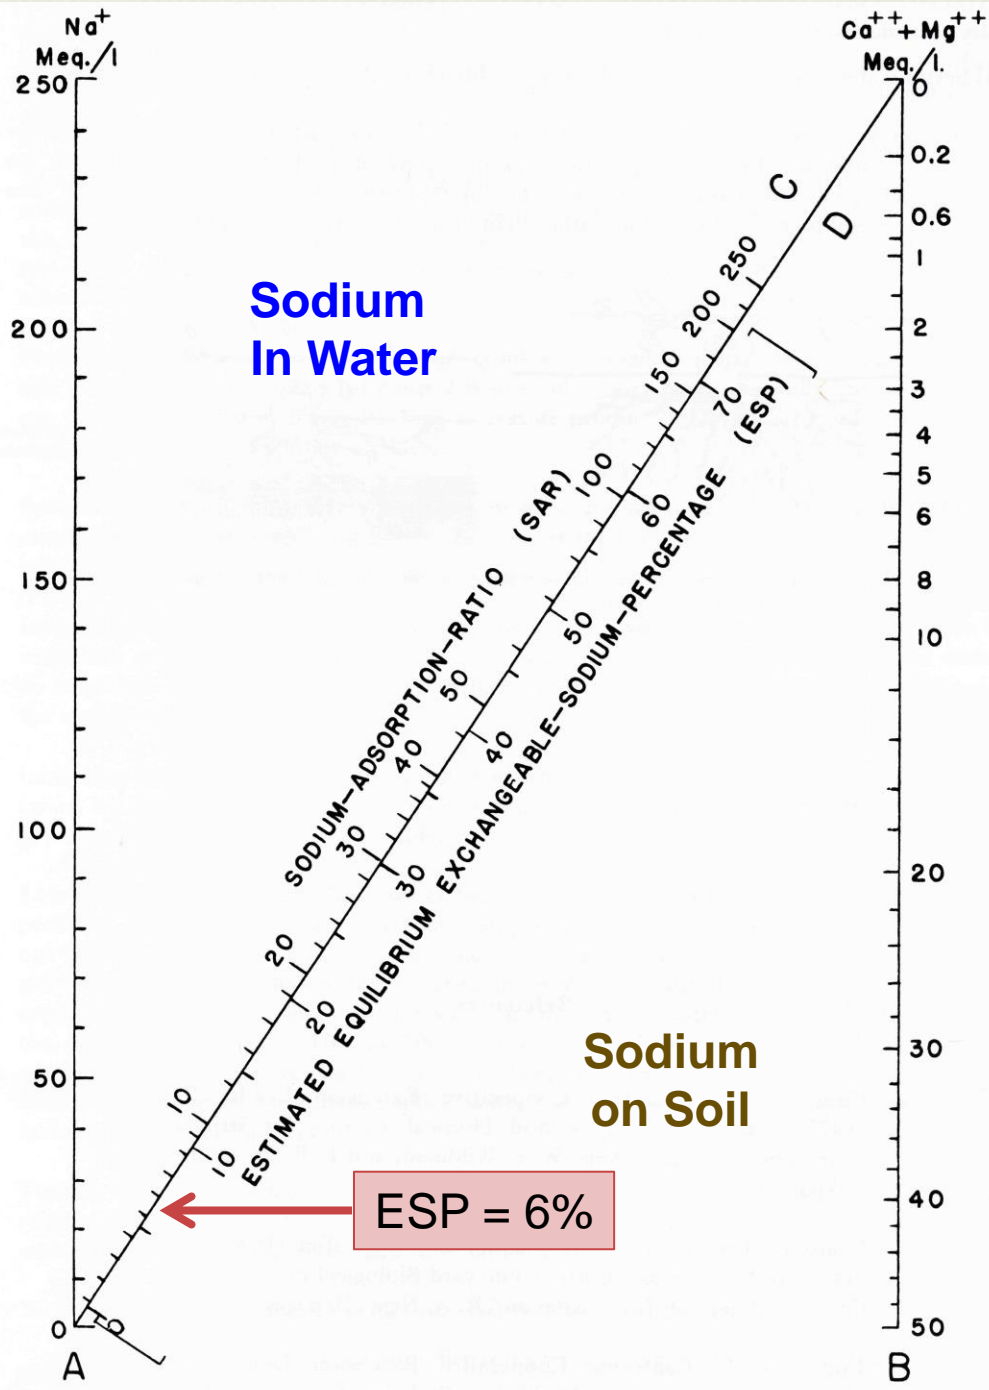 Na+
Meq./l
250
200
150
100
50
0
A
Ca++ + Mg++
Meq./l.
0
0.2
0.6
1
2
3
4
5
6
8
10
20
30
40
50
B
C
D
Sodium
In Water
SODIUM–ADSORPTION–RATIO (SAR)
250
200
150
100
50
40
30
20
10
ESTIMATED EQUILIBRIUM EXCHANGEABLE–SODIUM–PERCENTAGE (ESP)
70
60
50
40
30
20
10
0
Sodium
on Soil
ESP = 6%